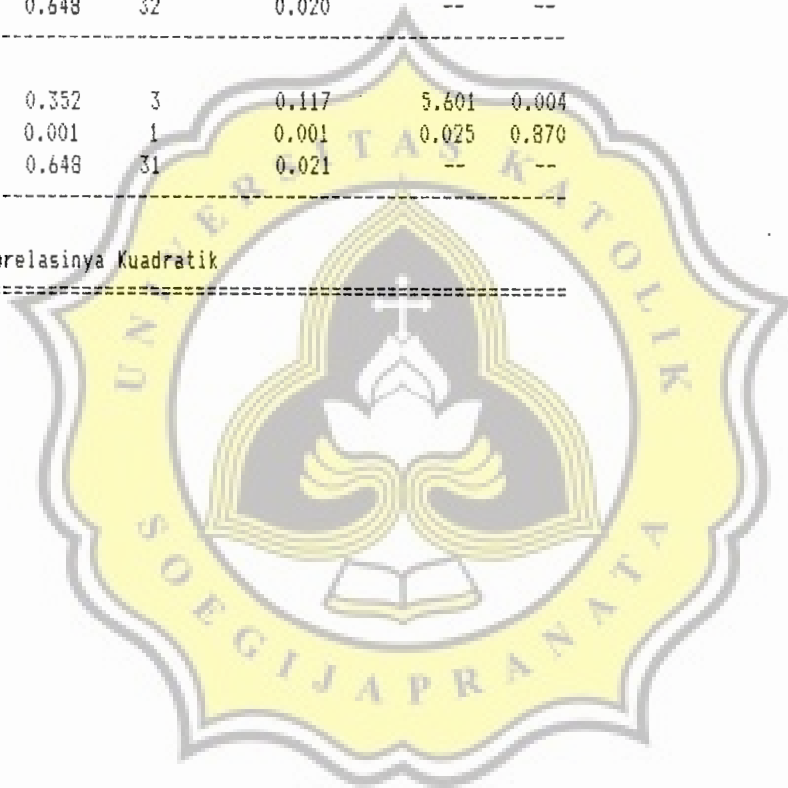 0.648 32 0.020 -- --
0.352 3 0.117 5.601 0.004
0.001 1 0.001 0.025 0.870
0.648 31 0.021 -- --
orelasinya Kuadratik
UNIVERSITAS KATOLIK
SOEGIJAPRANATA